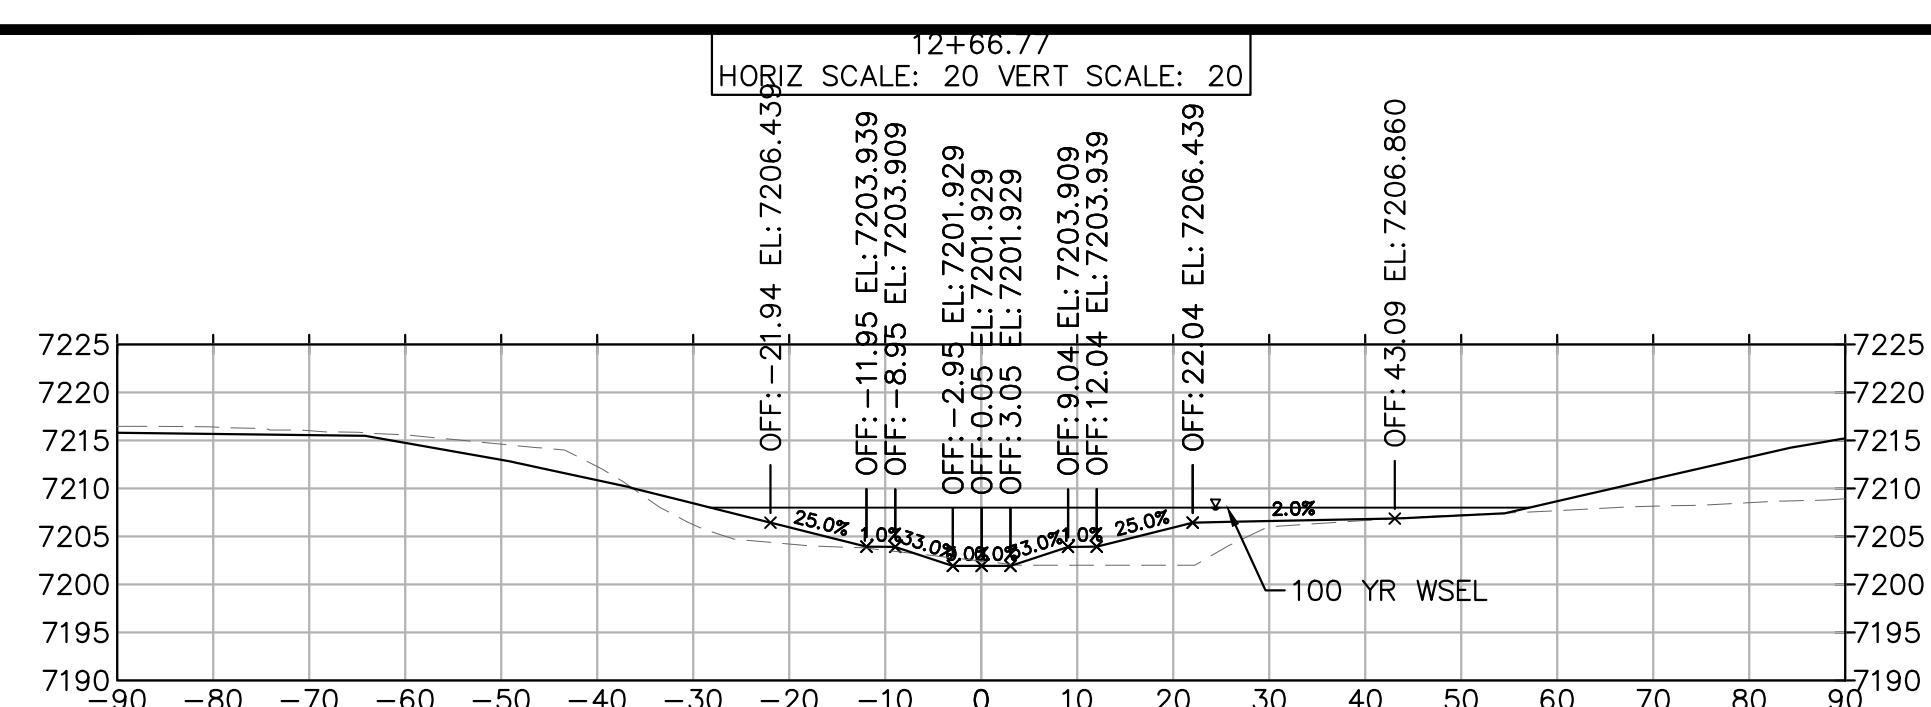 12+66.77
HORIZ SCALE: 20 VERT SCALE: 20
OFF:-21.94 EL:7206.439
OFF:-11.95 EL:7203.939
OFF:-8.95 EL:7203.909
OFF:-2.95 EL:7201.929
OFF:0.05 EL:7201.929
OFF:3.05 EL:7201.929
OFF:9.04 EL:7203.909
OFF:12.04 EL:7203.939
OFF:22.04 EL:7206.439
OFF:43.09 EL:7206.860
7225 7225
7220 7220
7215 7215
7210 7210
7205 7205
7200 7200
7195 7195
7190 7190
25.0% 1.0% 33.0% 0.0% 0.0% 33.0% 1.0% 25.0% 2.0%
100 YR WSEL
-90 -80 -70 -60 -50 -40 -30 -20 -10 0 10 20 30 40 50 60 70 80 90